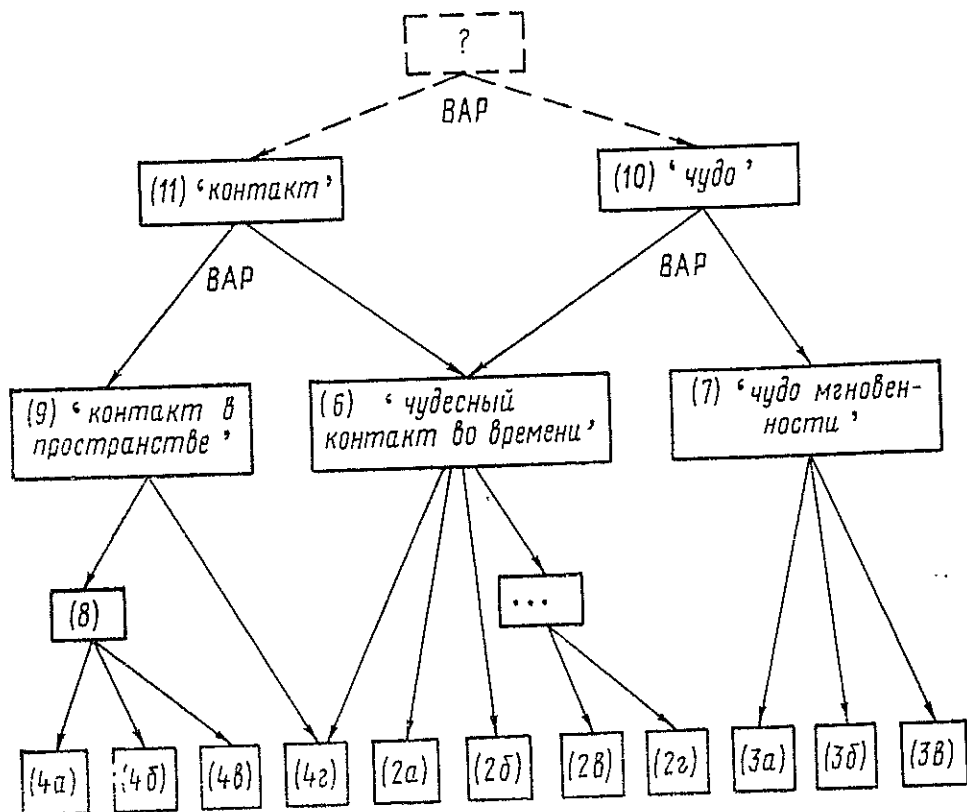 ?
ВАР
(11) ‘контакт’
(10) ‘чудо’
ВАР
ВАР
(9) ‘контакт в
пространстве’
(6) ‘чудесный
контакт во времени’
(7) ‘чудо мгновен-
ности’
(8)
...
(4а)
(4б)
(4в)
(4г)
(2а)
(2б)
(2в)
(2г)
(3а)
(3б)
(3в)